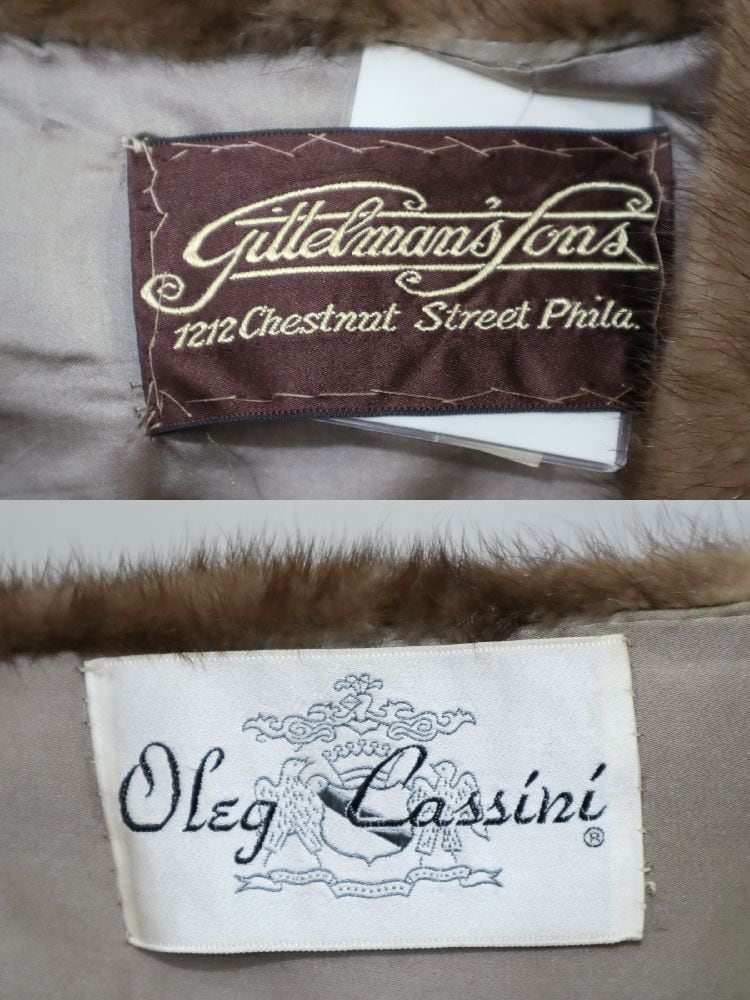 Gittelman's Sons
1212 Chestnut Street Phila.
Oleg Cassini
®